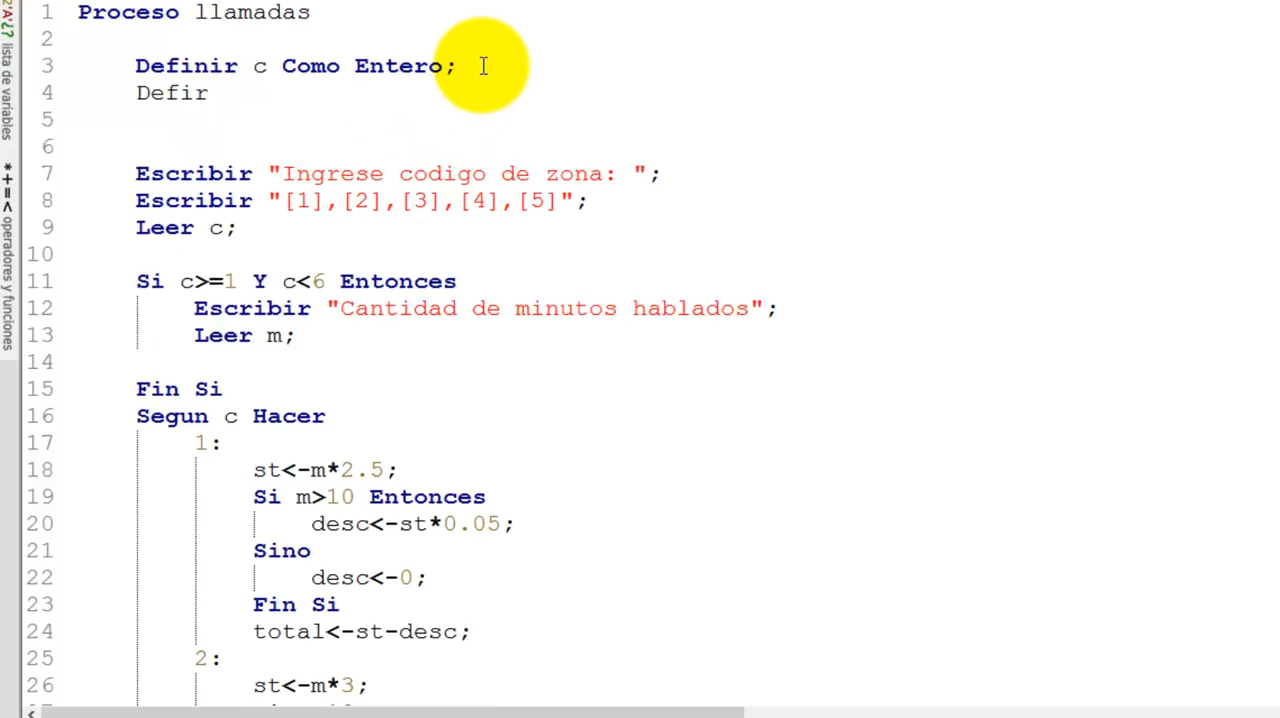 2'A'¿? lista de variables
*+=< operadores y funciones
1 Proceso llamadas
2
3 Definir c Como Entero;
4 Defir
5
6
7 Escribir "Ingrese codigo de zona: ";
8 Escribir "[1],[2],[3],[4],[5]";
9 Leer c;
10
11 Si c>=1 Y c<6 Entonces
12 Escribir "Cantidad de minutos hablados";
13 Leer m;
14
15 Fin Si
16 Segun c Hacer
17 1:
18 st<-m*2.5;
19 Si m>10 Entonces
20 desc<-st*0.05;
21 Sino
22 desc<-0;
23 Fin Si
24 total<-st-desc;
25 2:
26 st<-m*3;